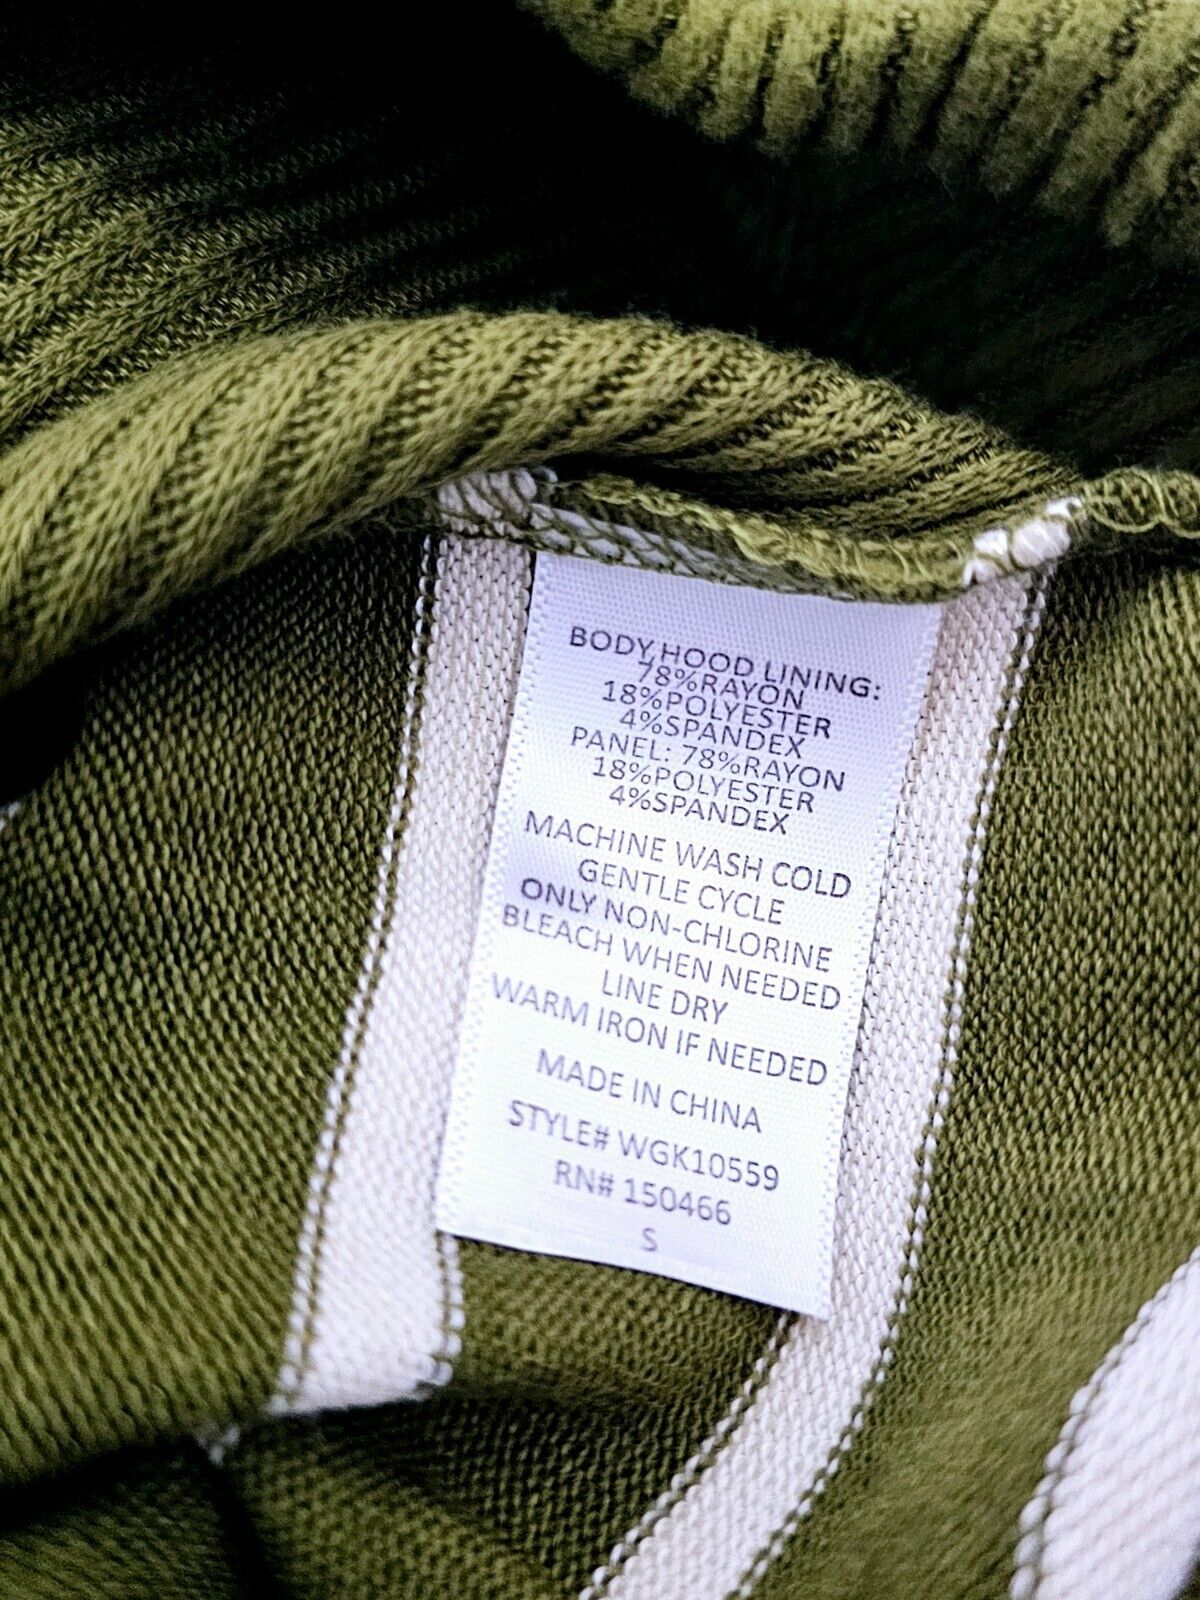 BODY,HOOD LINING:
78%RAYON
18%POLYESTER
4%SPANDEX
PANEL: 78%RAYON
18%POLYESTER
4%SPANDEX
MACHINE WASH COLD
GENTLE CYCLE
ONLY NON-CHLORINE
BLEACH WHEN NEEDED
LINE DRY
WARM IRON IF NEEDED
MADE IN CHINA
STYLE# WGK10559
RN# 150466
S